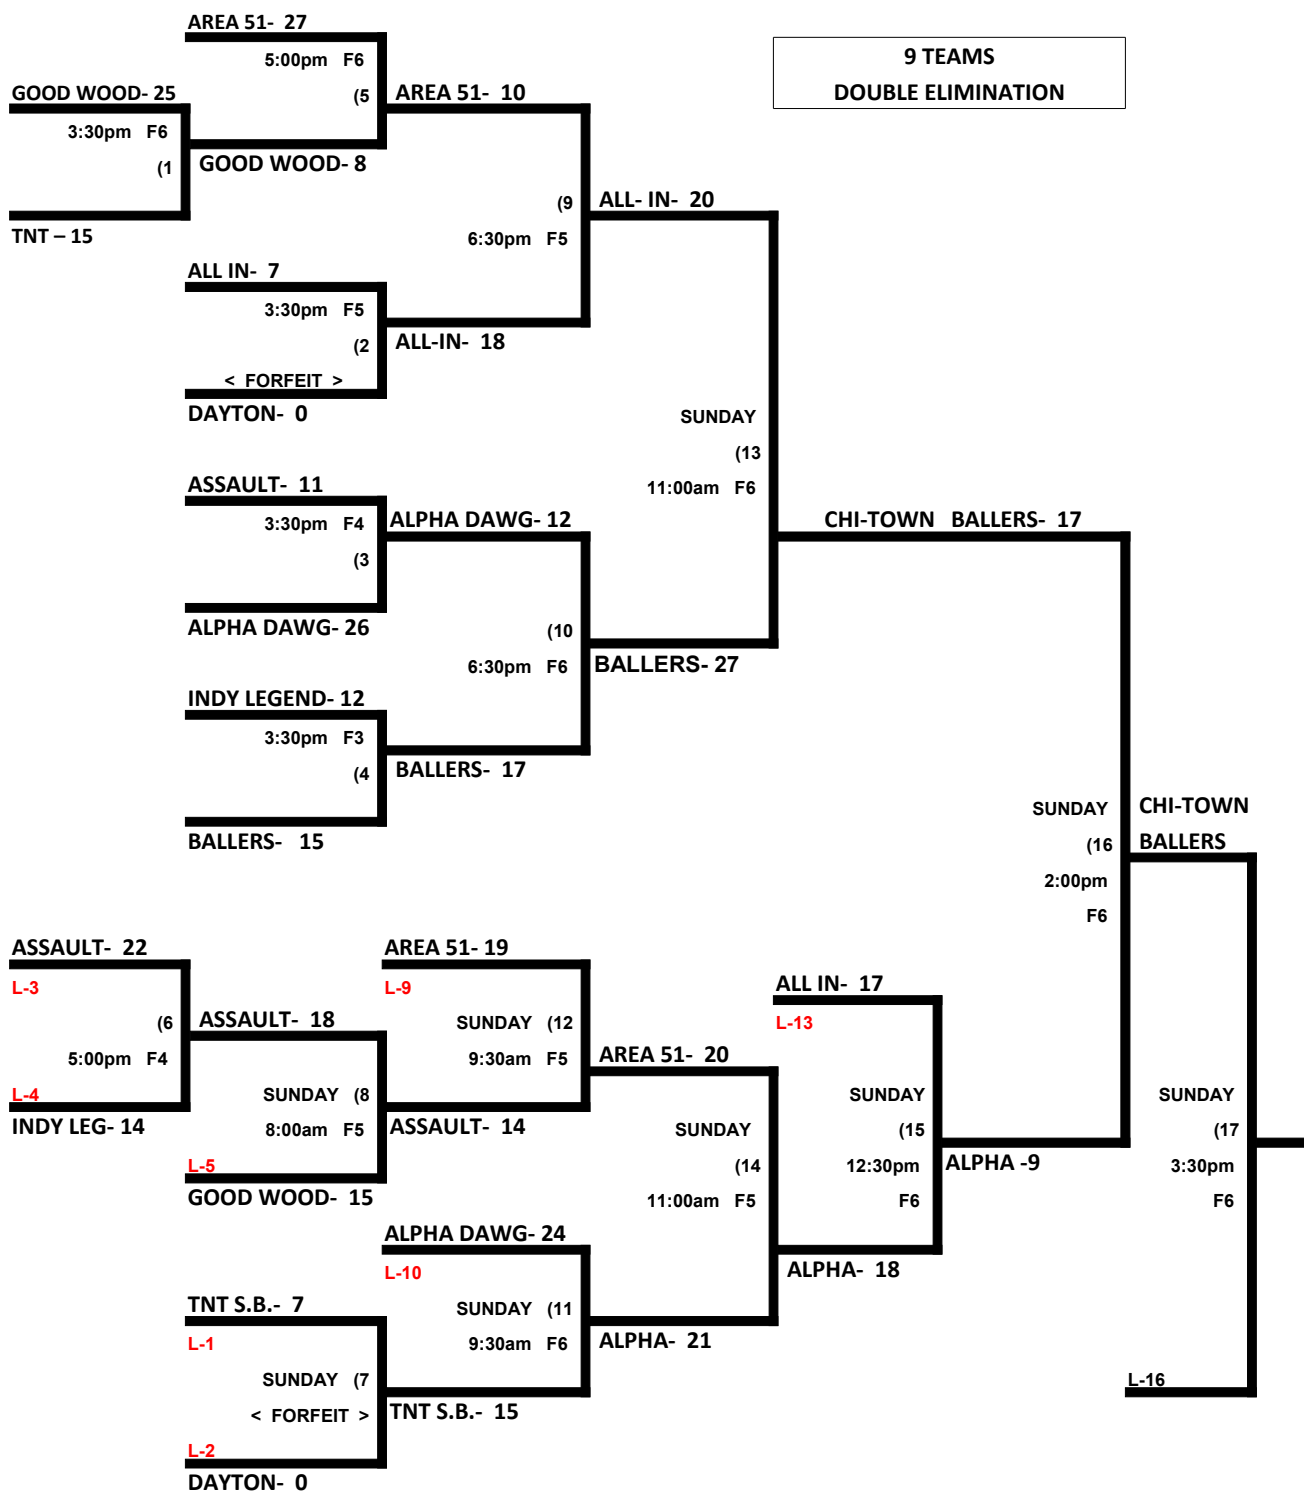 AREA 51- 27
5:00pm F6
(5
9 TEAMS
DOUBLE ELIMINATION
GOOD WOOD- 25
3:30pm F6
(1
AREA 51- 10
GOOD WOOD- 8
TNT – 15
(9
6:30pm F5
ALL- IN- 20
ALL IN- 7
3:30pm F5
(2
ALL-IN- 18
< FORFEIT >
DAYTON- 0
SUNDAY
(13
11:00am F6
ASSAULT- 11
3:30pm F4
(3
ALPHA DAWG- 12
CHI-TOWN BALLERS- 17
ALPHA DAWG- 26
(10
6:30pm F6
BALLERS- 27
INDY LEGEND- 12
3:30pm F3
(4
BALLERS- 17
BALLERS- 15
SUNDAY
(16
2:00pm
F6
CHI-TOWN
BALLERS
ASSAULT- 22
L-3
(6
5:00pm F4
L-4
INDY LEG- 14
ASSAULT- 18
SUNDAY (8
8:00am F5
L-5
GOOD WOOD- 15
AREA 51- 19
L-9
SUNDAY (12
9:30am F5
ASSAULT- 14
AREA 51- 20
SUNDAY
(14
11:00am F5
ALL IN- 17
L-13
SUNDAY
(15
12:30pm
F6
ALPHA -9
SUNDAY
(17
3:30pm
F6
ALPHA DAWG- 24
L-10
SUNDAY (11
9:30am F6
ALPHA- 18
ALPHA- 21
TNT S.B.- 7
L-1
SUNDAY (7
< FORFEIT >
L-2
DAYTON- 0
TNT S.B.- 15
L-16